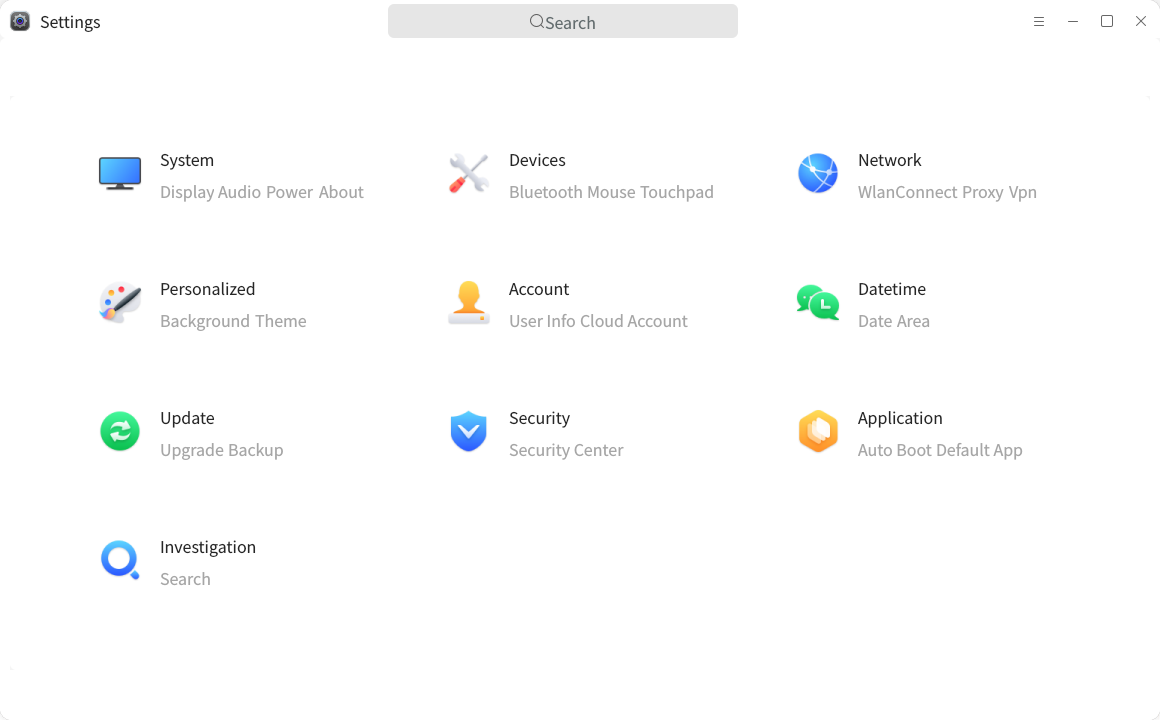 Settings
Search
System
Display Audio Power About
Devices
Bluetooth Mouse Touchpad
Network
WlanConnect Proxy Vpn
Personalized
Background Theme
Account
User Info Cloud Account
Datetime
Date Area
Update
Upgrade Backup
Security
Security Center
Application
Auto Boot Default App
Investigation
Search